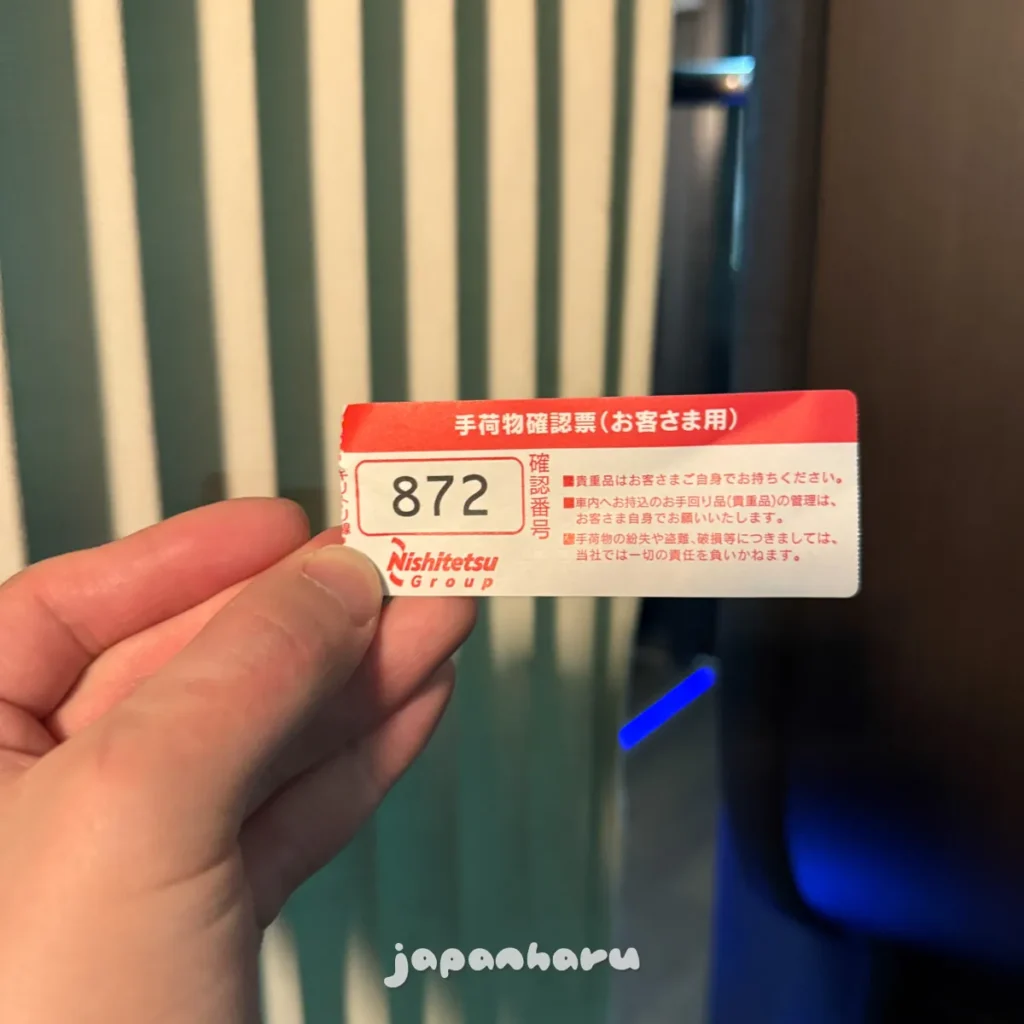 手荷物確認票(お客さま用)
キリトリ線
872
確認番号
Nishitetsu
Group
■貴重品はお客さまご自身でお持ちください。
■車内へお持込のお手回り品(貴重品)の管理は、
お客さま自身でお願いいたします。
■手荷物の紛失や盗難、破損等につきましては、
当社では一切の責任を負いかねます。
japanharu